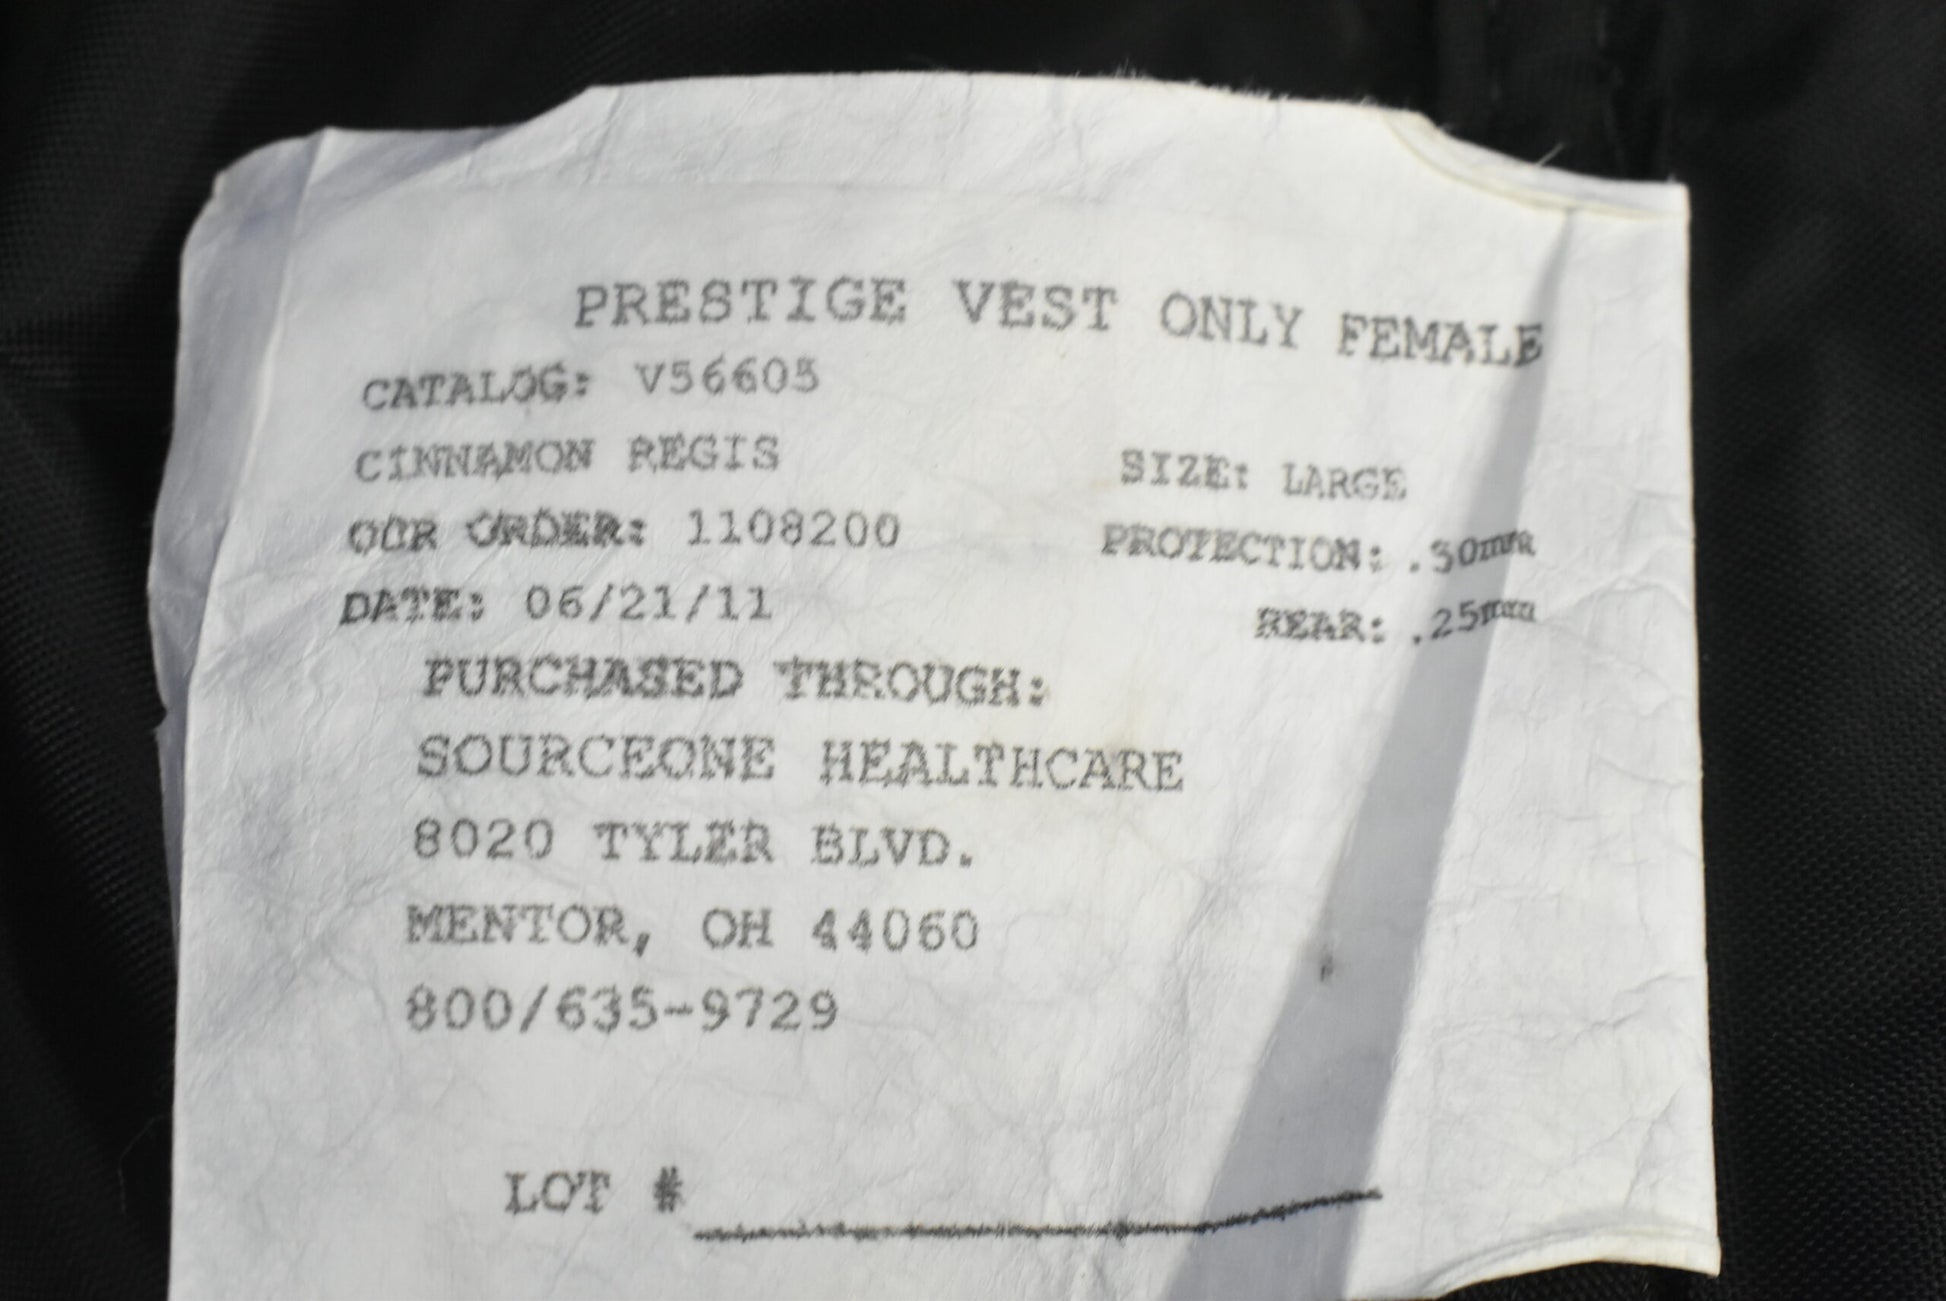 PRESTIGE VEST ONLY FEMALE
CATALOG: V56605
CINNAMON REGIS SIZE: LARGE
OUR ORDER: 1108200 PROTECTION: .50mm
DATE: 06/21/11 REAR: .25mm
PURCHASED THROUGH:
SOURCEONE HEALTHCARE
8020 TYLER BLVD.
MENTOR, OH 44060
800/635-9729
LOT #